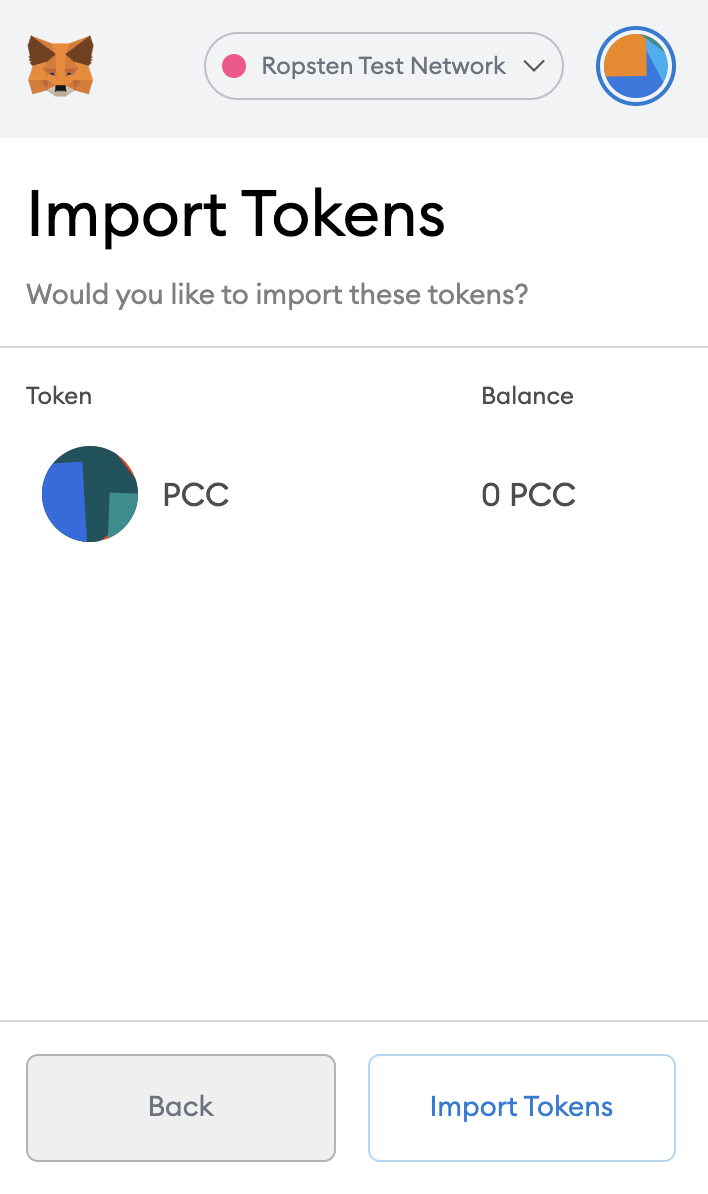 Ropsten Test Network
Import Tokens
Would you like to import these tokens?
Token Balance
PCC 0 PCC
Back Import Tokens